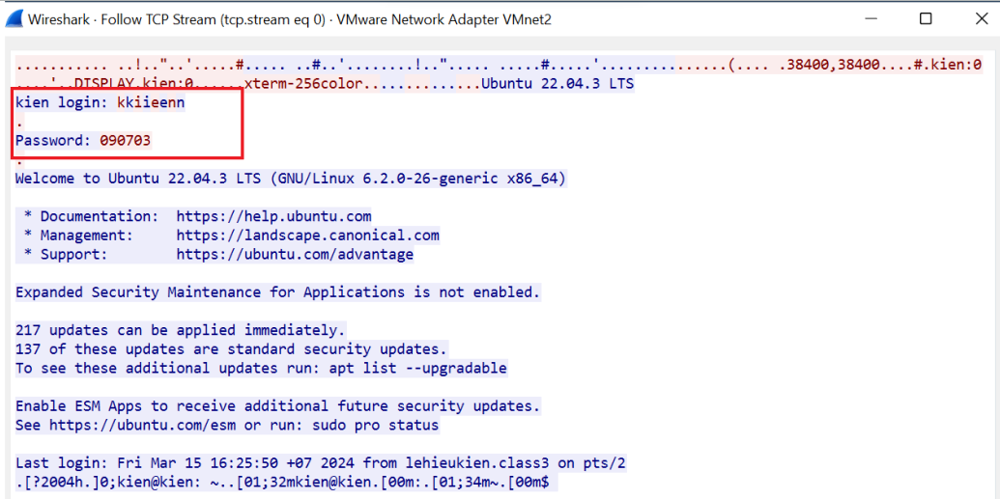 Wireshark · Follow TCP Stream (tcp.stream eq 0) · VMware Network Adapter VMnet2
........... ..!.."..'.....#..... ..#..'........!.."..... .....#.....'...............(.... .38400,38400....#.kien:0
....'..DISPLAY.kien:0......xterm-256color..............Ubuntu 22.04.3 LTS
kien login: kkiieenn
.
Password: 090703
.
Welcome to Ubuntu 22.04.3 LTS (GNU/Linux 6.2.0-26-generic x86_64)
* Documentation:  https://help.ubuntu.com
* Management:     https://landscape.canonical.com
* Support:        https://ubuntu.com/advantage
Expanded Security Maintenance for Applications is not enabled.
217 updates can be applied immediately.
137 of these updates are standard security updates.
To see these additional updates run: apt list --upgradable
Enable ESM Apps to receive additional future security updates.
See https://ubuntu.com/esm or run: sudo pro status
Last login: Fri Mar 15 16:25:50 +07 2024 from lehieukien.class3 on pts/2
.[?2004h.]0;kien@kien: ~..[01;32mkien@kien.[00m:.[01;34m~.[00m$